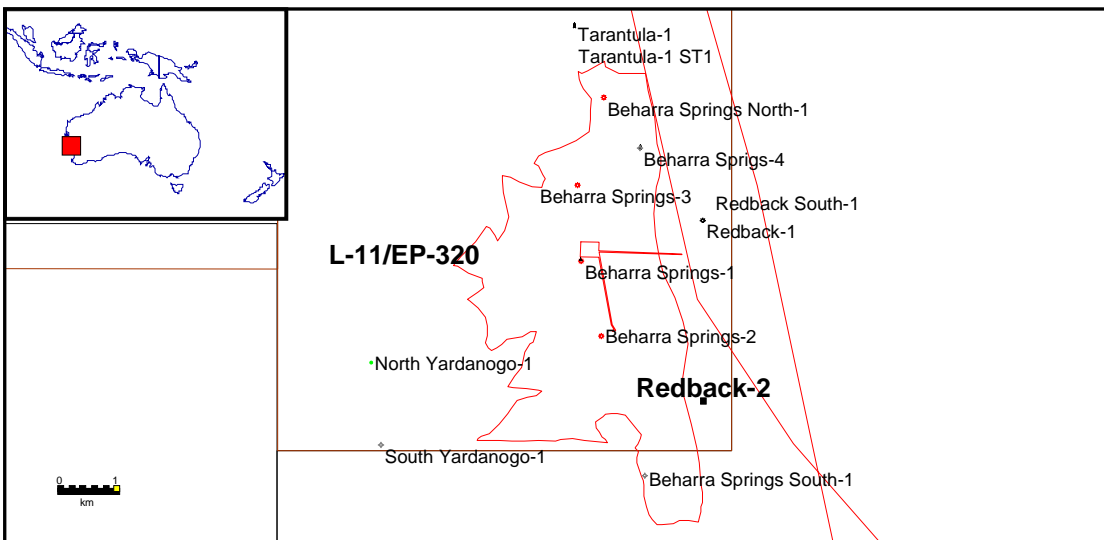 Tarantula-1
Tarantula-1 ST1
Beharra Springs North-1
Beharra Sprigs-4
Beharra Springs-3
Redback South-1
Redback-1
L-11/EP-320
Beharra Springs-1
Beharra Springs-2
North Yardanogo-1
Redback-2
South Yardanogo-1
Beharra Springs South-1
0 1
km